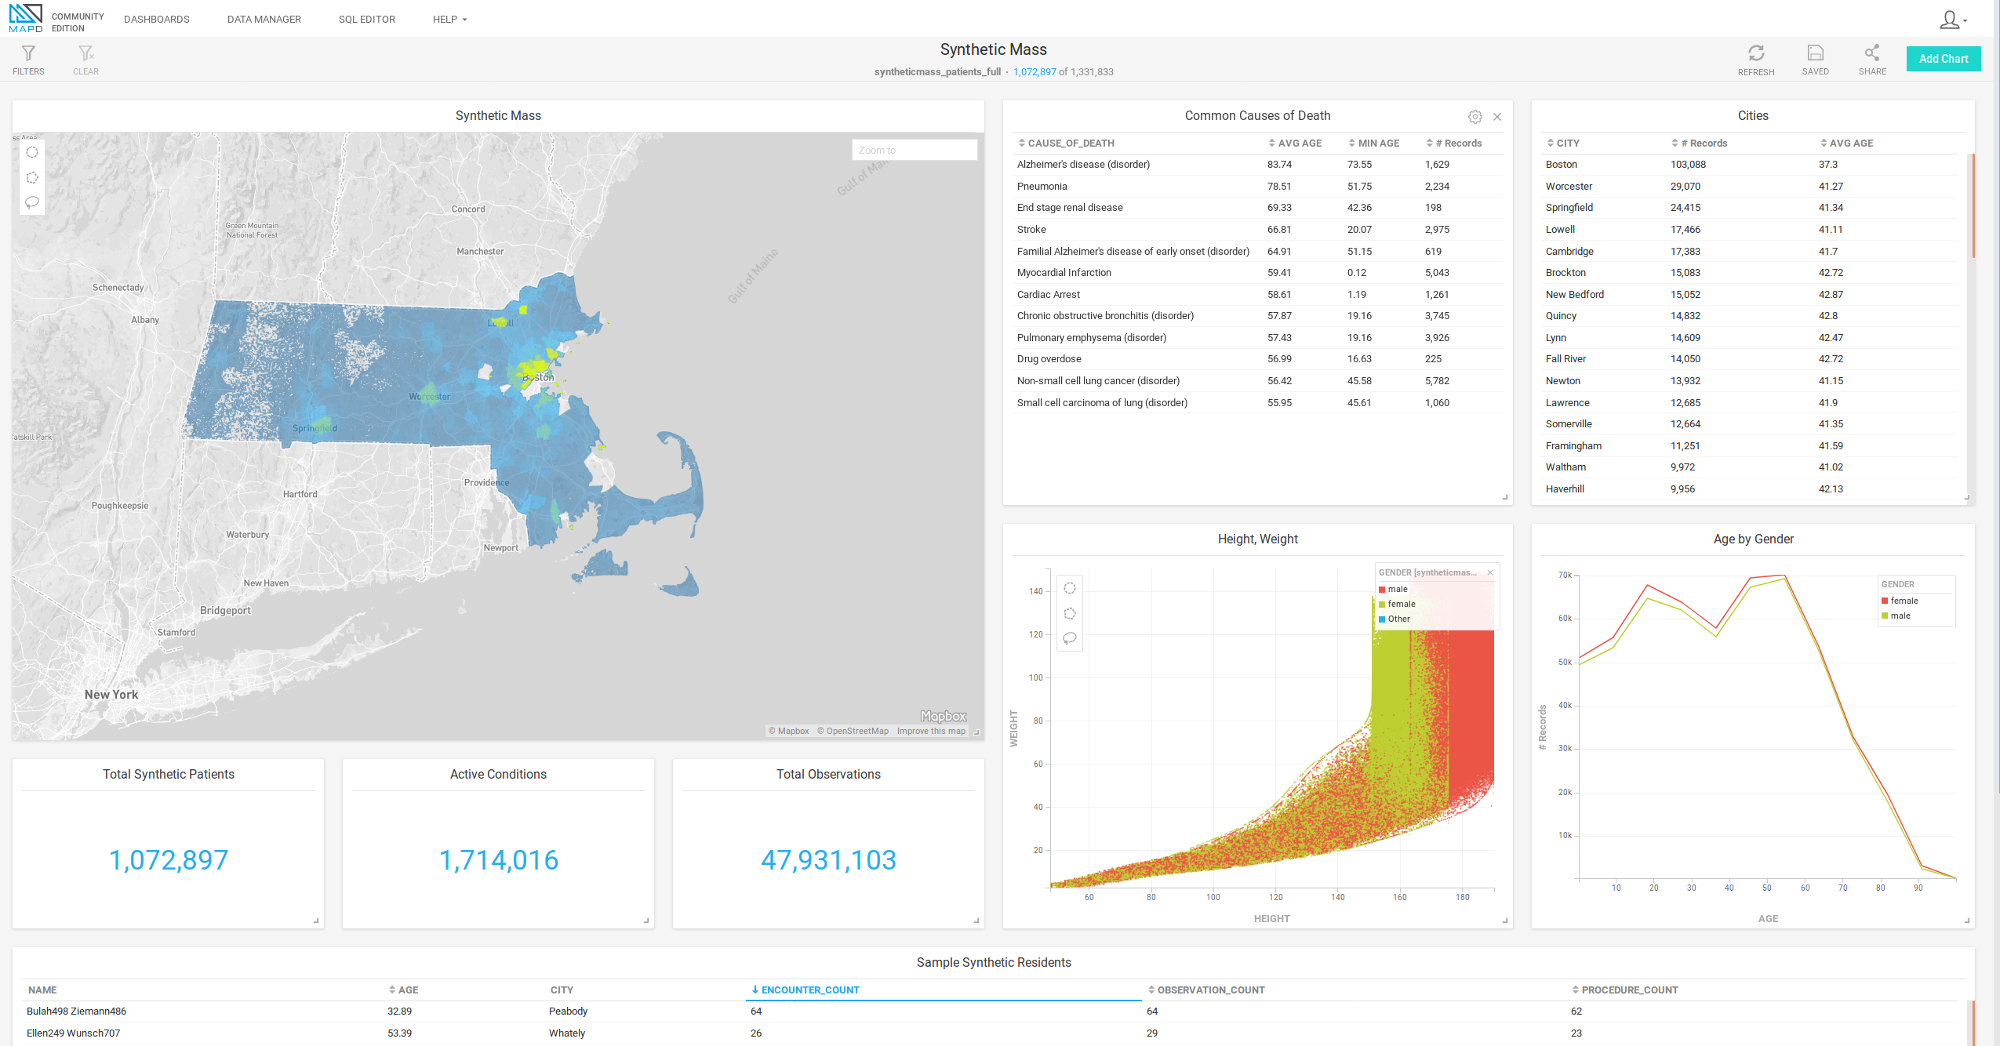 MAPD
COMMUNITY EDITION
DASHBOARDS
DATA MANAGER
SQL EDITOR
HELP
FILTERS
CLEAR
Synthetic Mass
syntheticmass_patients_full · 1,072,897 of 1,331,833
REFRESH
SAVED
SHARE
Add Chart
Synthetic Mass
Zoom to
Gulf of Maine
Concord
Green Mountain
National Forest
Manchester
Gulf of Maine
Schenectady
Albany
Lowell
Boston
Worcester
Springfield
atskill Park
Providence
Hartford
Poughkeepsie
Waterbury
Newport
New Haven
Bridgeport
Stamford
New York
Mapbox
© Mapbox © OpenStreetMap Improve this map
Common Causes of Death
CAUSE_OF_DEATH AVG AGE MIN AGE # Records
Alzheimer's disease (disorder) 83.74 73.55 1,629
Pneumonia 78.51 51.75 2,234
End stage renal disease 69.33 42.36 198
Stroke 66.81 20.07 2,975
Familial Alzheimer's disease of early onset (disorder) 64.91 51.15 619
Myocardial Infarction 59.41 0.12 5,043
Cardiac Arrest 58.61 1.19 1,261
Chronic obstructive bronchitis (disorder) 57.87 19.16 3,745
Pulmonary emphysema (disorder) 57.43 19.16 3,926
Drug overdose 56.99 16.63 225
Non-small cell lung cancer (disorder) 56.42 45.58 5,782
Small cell carcinoma of lung (disorder) 55.95 45.61 1,060
Cities
CITY # Records AVG AGE
Boston 103,088 37.3
Worcester 29,070 41.27
Springfield 24,415 41.34
Lowell 17,466 41.11
Cambridge 17,383 41.7
Brockton 15,083 42.72
New Bedford 15,052 42.87
Quincy 14,832 42.8
Lynn 14,609 42.47
Fall River 14,050 42.72
Newton 13,932 41.15
Lawrence 12,685 41.9
Somerville 12,664 41.35
Framingham 11,251 41.59
Waltham 9,972 41.02
Haverhill 9,956 42.13
Total Synthetic Patients
1,072,897
Active Conditions
1,714,016
Total Observations
47,931,103
Height, Weight
GENDER [syntheticmas...
male
female
Other
140
120
100
80
60
40
20
WEIGHT
60 80 100 120 140 160 180
HEIGHT
Age by Gender
GENDER
female
male
70k
60k
50k
40k
30k
20k
10k
# Records
10 20 30 40 50 60 70 80 90
AGE
Sample Synthetic Residents
NAME AGE CITY ENCOUNTER_COUNT OBSERVATION_COUNT PROCEDURE_COUNT
Bulah498 Ziemann486 32.89 Peabody 64 64 62
Ellen249 Wunsch707 53.39 Whately 26 29 23